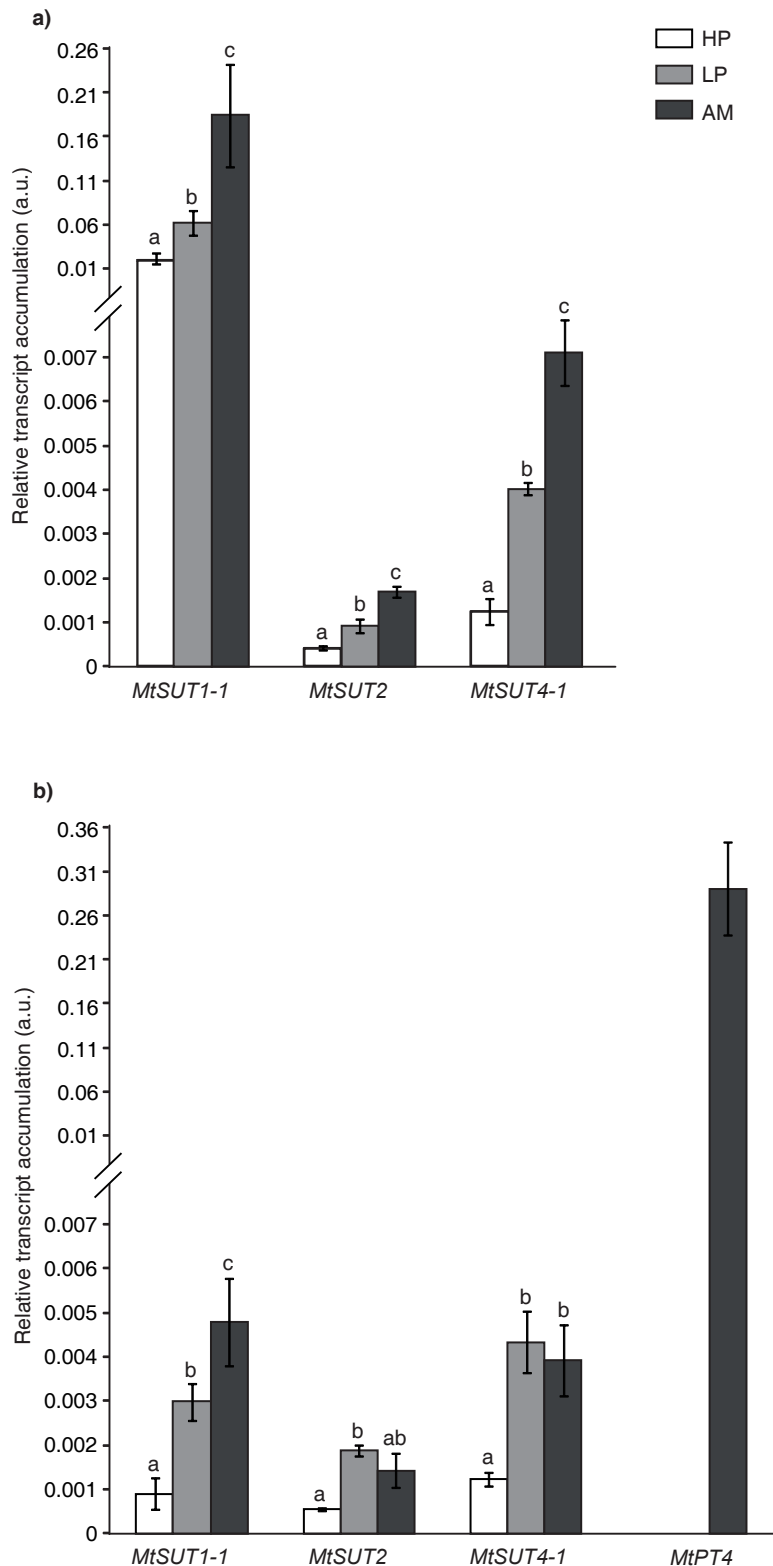 a)
HP
LP
AM
Relative transcript accumulation (a.u.)
0.26
0.21
0.16
0.11
0.06
0.01
0.007
0.006
0.005
0.004
0.003
0.002
0.001
0
a
b
c
a
b
c
a
b
c
MtSUT1-1
MtSUT2
MtSUT4-1
b)
Relative transcript accumulation (a.u.)
0.36
0.31
0.26
0.21
0.16
0.11
0.06
0.01
0.007
0.006
0.005
0.004
0.003
0.002
0.001
0
a
b
c
a
b
ab
a
b
b
MtSUT1-1
MtSUT2
MtSUT4-1
MtPT4